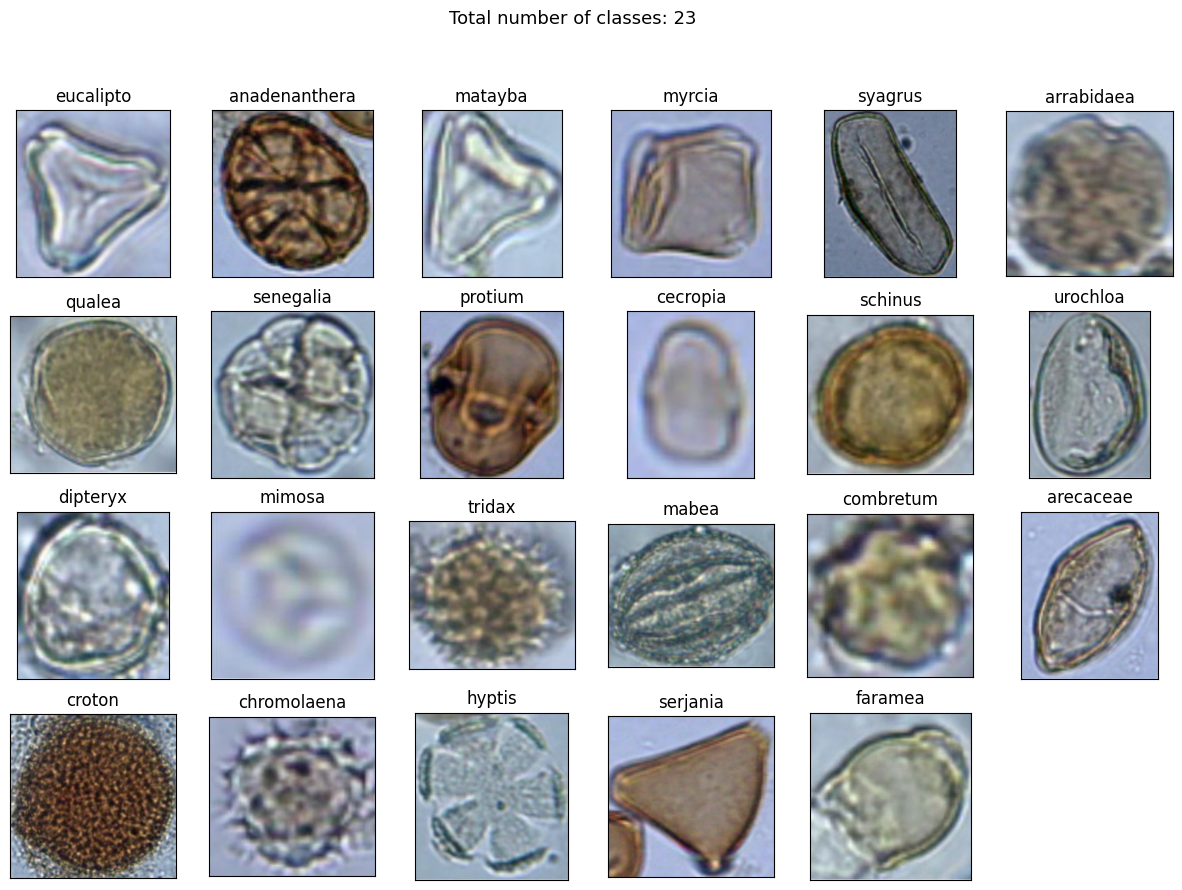 Total number of classes: 23
eucalipto anadenanthera matayba myrcia syagrus arrabidaea
qualea senegalia protium cecropia schinus urochloa
dipteryx mimosa tridax mabea combretum arecaceae
croton chromolaena hyptis serjania faramea